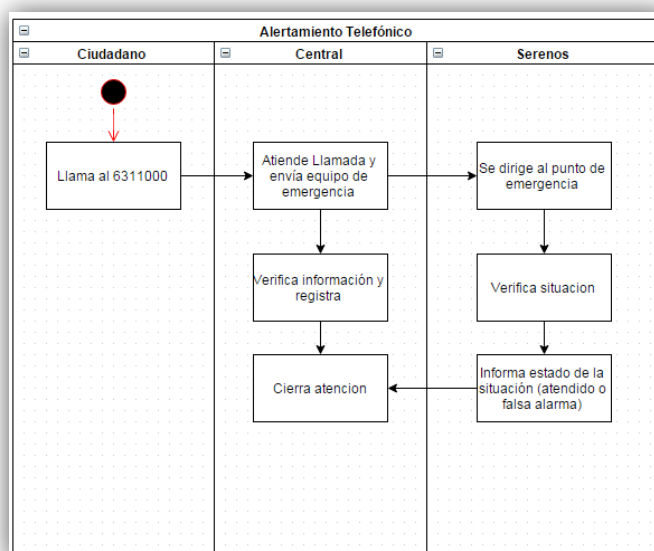 Alertamiento Telefónico
Ciudadano
Central
Serenos
Llama al 6311000
Atiende Llamada y
envía equipo de
emergencia
Se dirige al punto de
emergencia
Verifica información y
registra
Verifica situacion
Cierra atencion
Informa estado de la
situación (atendido o
falsa alarma)